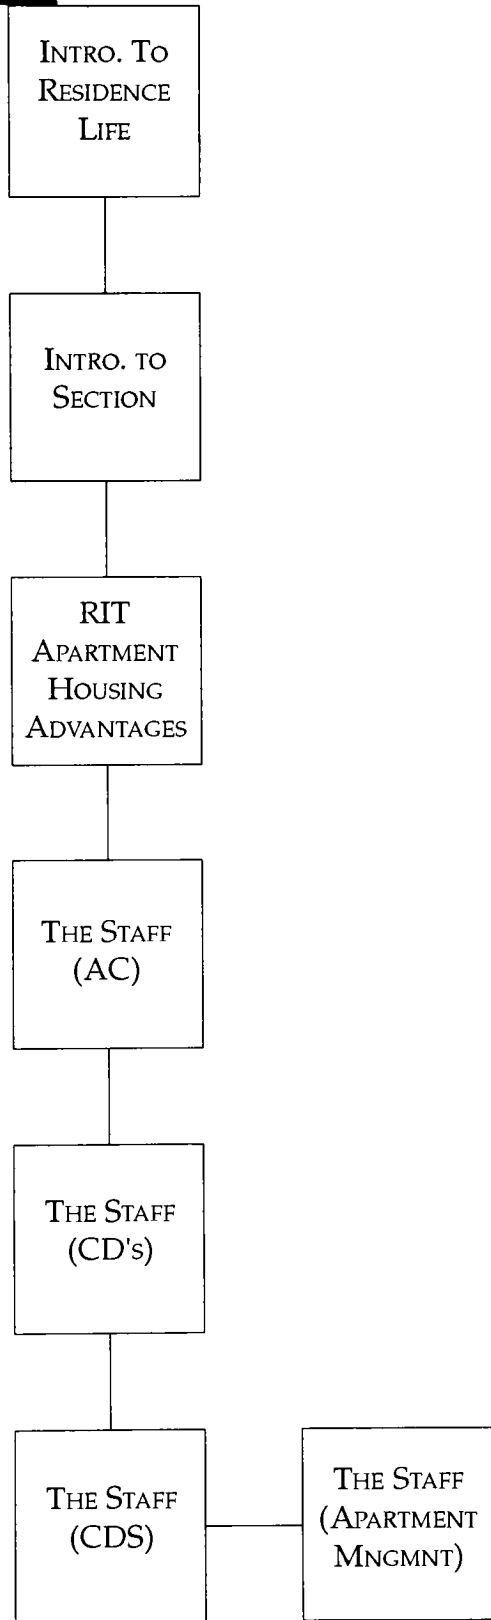 INTRO. TO
RESIDENCE
LIFE
INTRO. TO
SECTION
RIT
APARTMENT
HOUSING
ADVANTAGES
THE STAFF
(AC)
THE STAFF
(CD's)
THE STAFF
(CDS)
THE STAFF
(APARTMENT
MNGMNT)